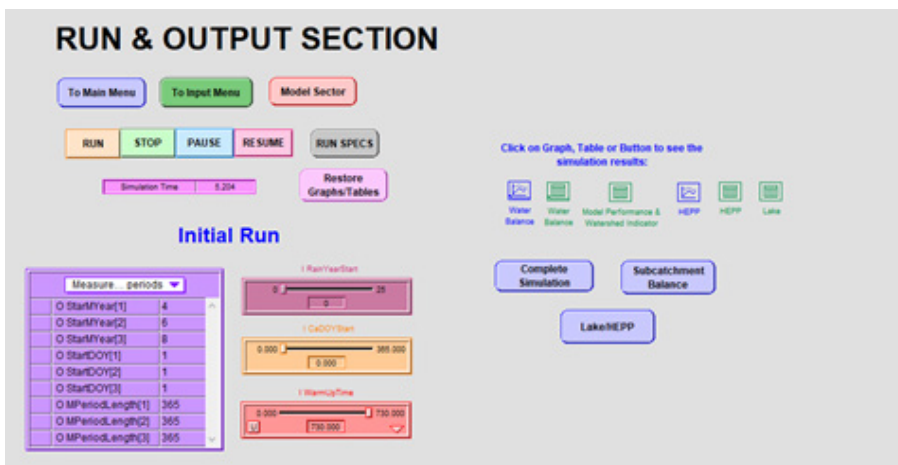 RUN & OUTPUT SECTION
To Main Menu
To Input Menu
Model Sector
RUN
STOP
PAUSE
RESUME
RUN SPECS
Simulation Time 5,204
Restore
Graphs/Tables
Click on Graph, Table or Button to see the
simulation results:
Water
Balance
Water
Balance
Model Performance &
Watershed Indicator
HEPP
HEPP
Lake
Initial Run
Measure... periods
O StarMYear[1] 4
O StarMYear[2] 6
O StarMYear[3] 8
O StartDOY[1] 1
O StartDOY[2] 1
O StartDOY[3] 1
O MPeriodLength[1] 365
O MPeriodLength[2] 365
O MPeriodLength[3] 365
I RainYearStart
0 25
0
I CaDOYStart
0.000 365.000
0.000
I WarmUpTime
0.000 730.000
U 730.000
Complete
Simulation
Subcatchment
Balance
Lake/HEPP